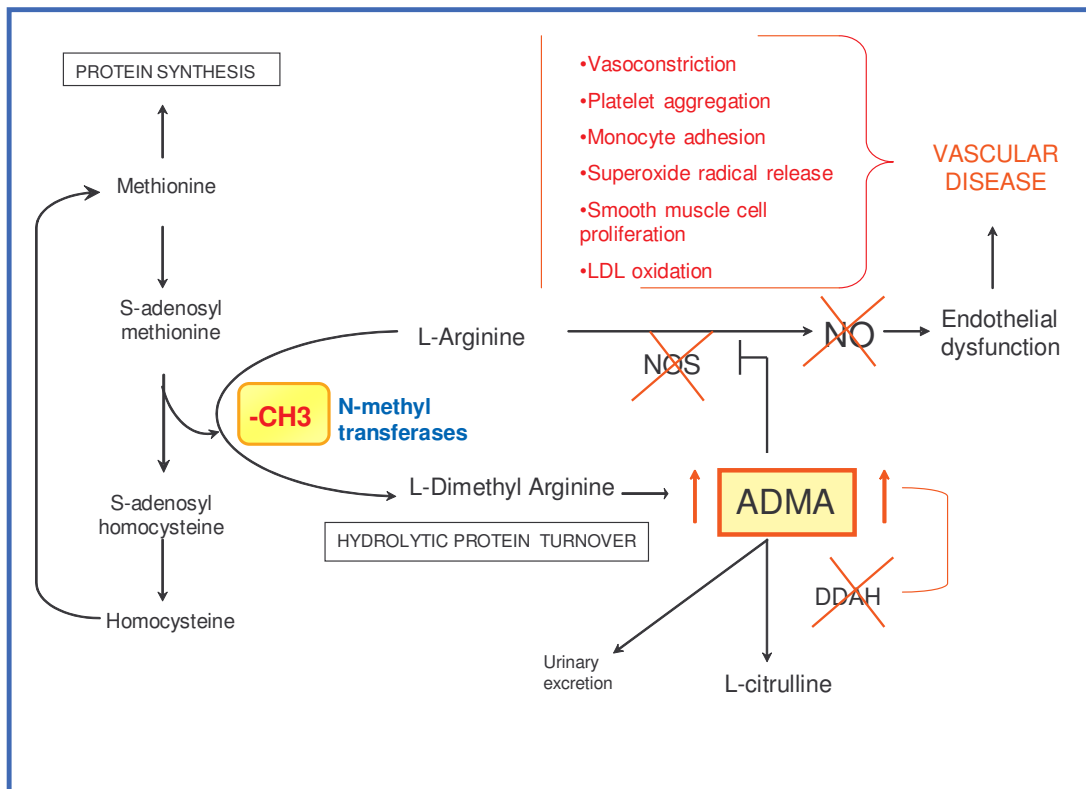 PROTEIN SYNTHESIS
•Vasoconstriction
•Platelet aggregation
•Monocyte adhesion
•Superoxide radical release
•Smooth muscle cell
proliferation
•LDL oxidation
VASCULAR
DISEASE
Methionine
S-adenosyl
methionine
L-Arginine
NOS
NO
Endothelial
dysfunction
-CH3
N-methyl
transferases
S-adenosyl
homocysteine
L-Dimethyl Arginine
ADMA
HYDROLYTIC PROTEIN TURNOVER
DDAH
Homocysteine
Urinary
excretion
L-citrulline